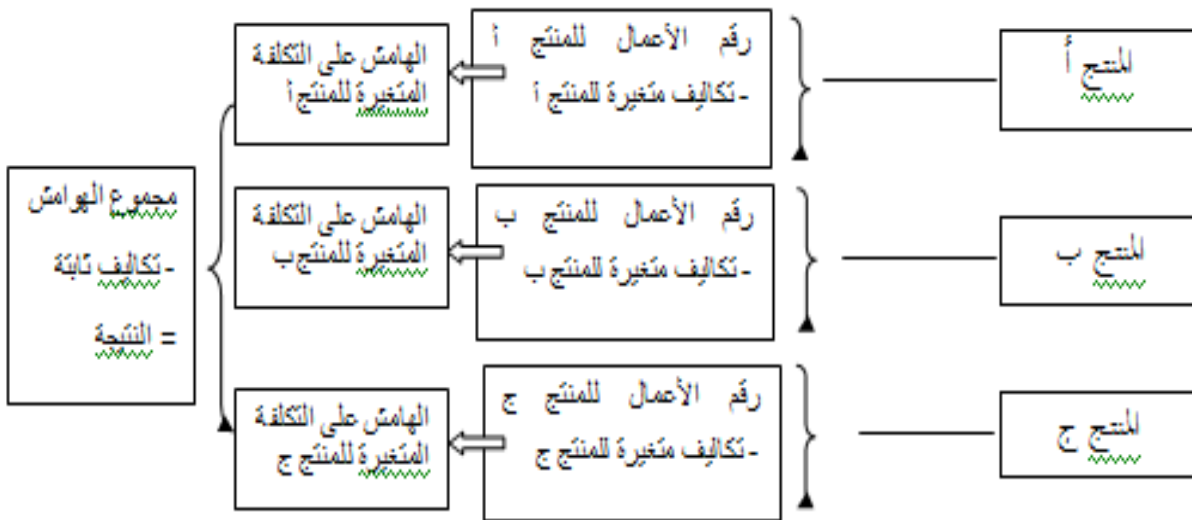 المنتج أ
رقم الأعمال للمنتج أ
- تكاليف متغيرة للمنتج أ
الهامش على التكلفة
المتغيرة للمنتج أ
المنتج ب
رقم الأعمال للمنتج ب
- تكاليف متغيرة للمنتج ب
الهامش على التكلفة
المتغيرة للمنتج ب
المنتج ج
رقم الأعمال للمنتج ج
- تكاليف متغيرة للمنتج ج
الهامش على التكلفة
المتغيرة للمنتج ج
مجموع الهوامش
- تكاليف ثابتة
= النتيجة